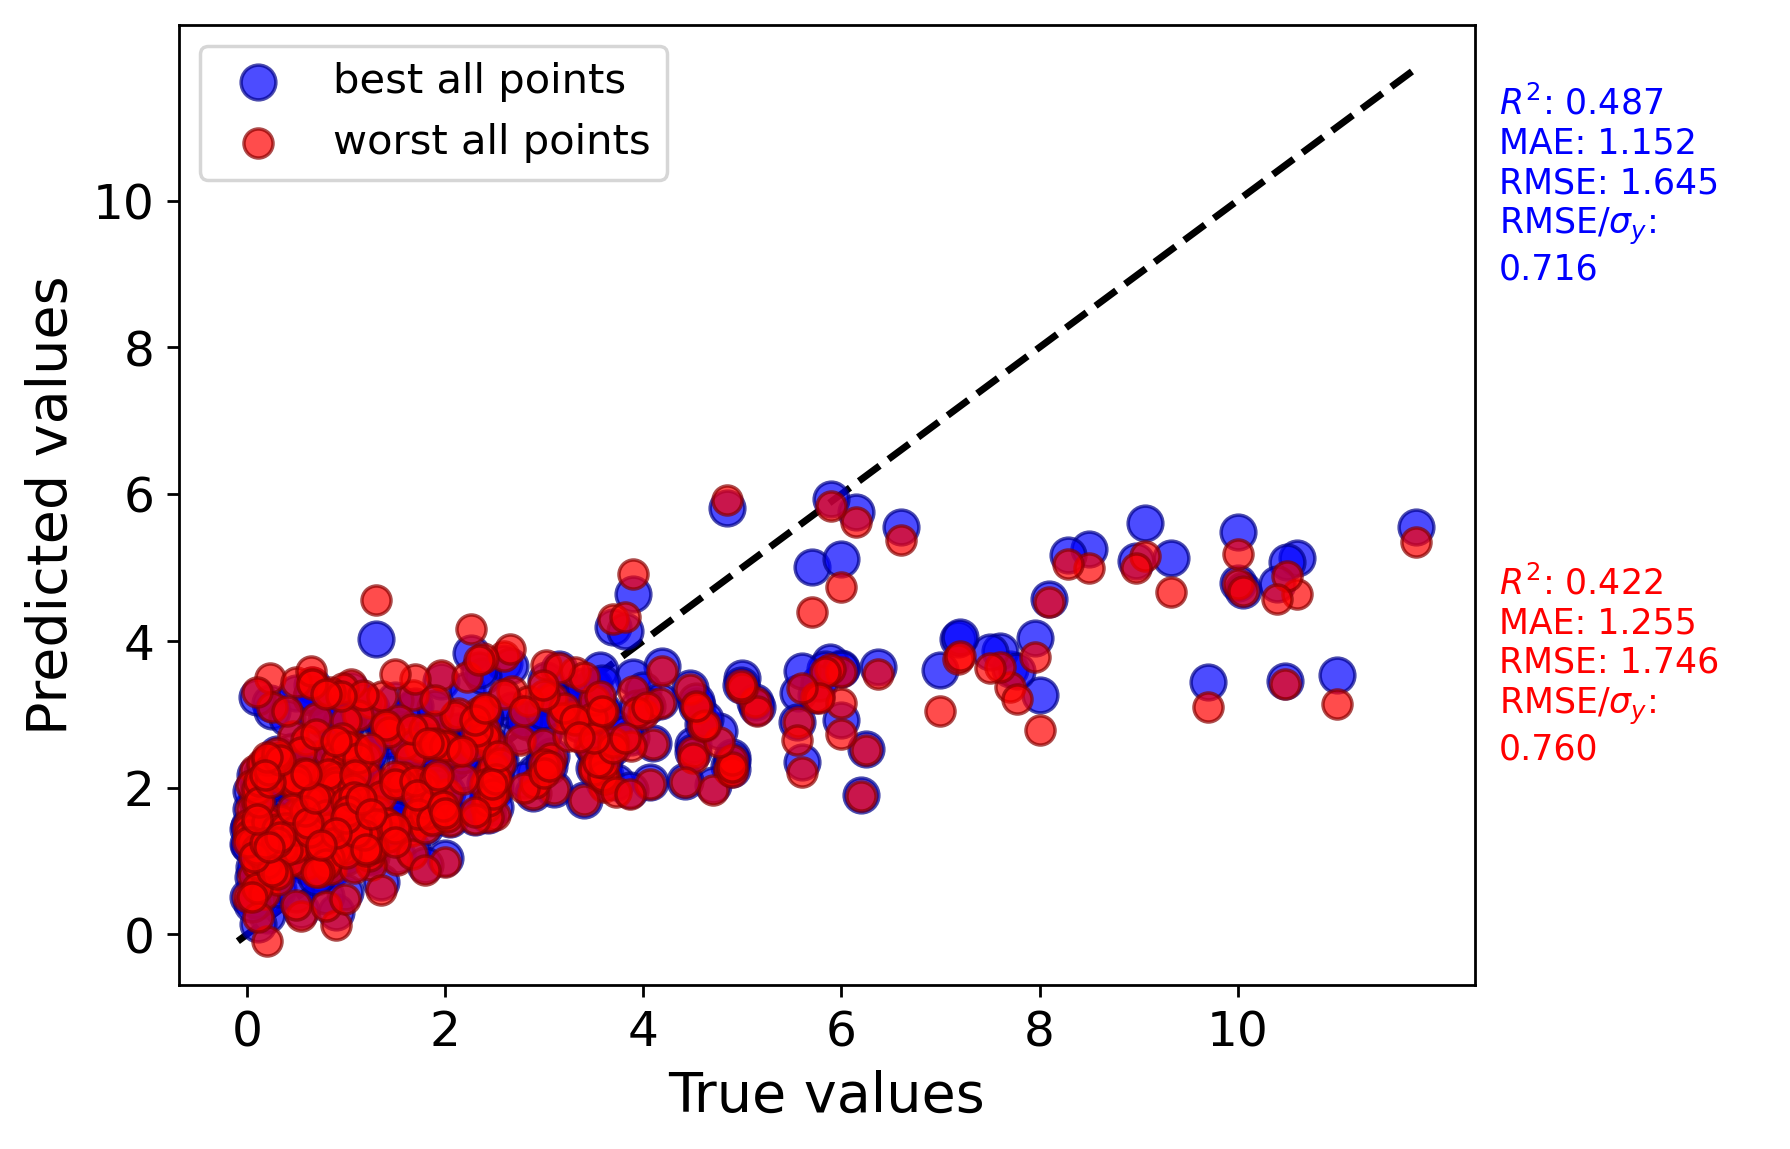 best all points
worst all points
R²: 0.487
MAE: 1.152
RMSE: 1.645
RMSE/σy:
0.716
R²: 0.422
MAE: 1.255
RMSE: 1.746
RMSE/σy:
0.760
Predicted values
10
8
6
4
2
0
0 2 4 6 8 10
True values